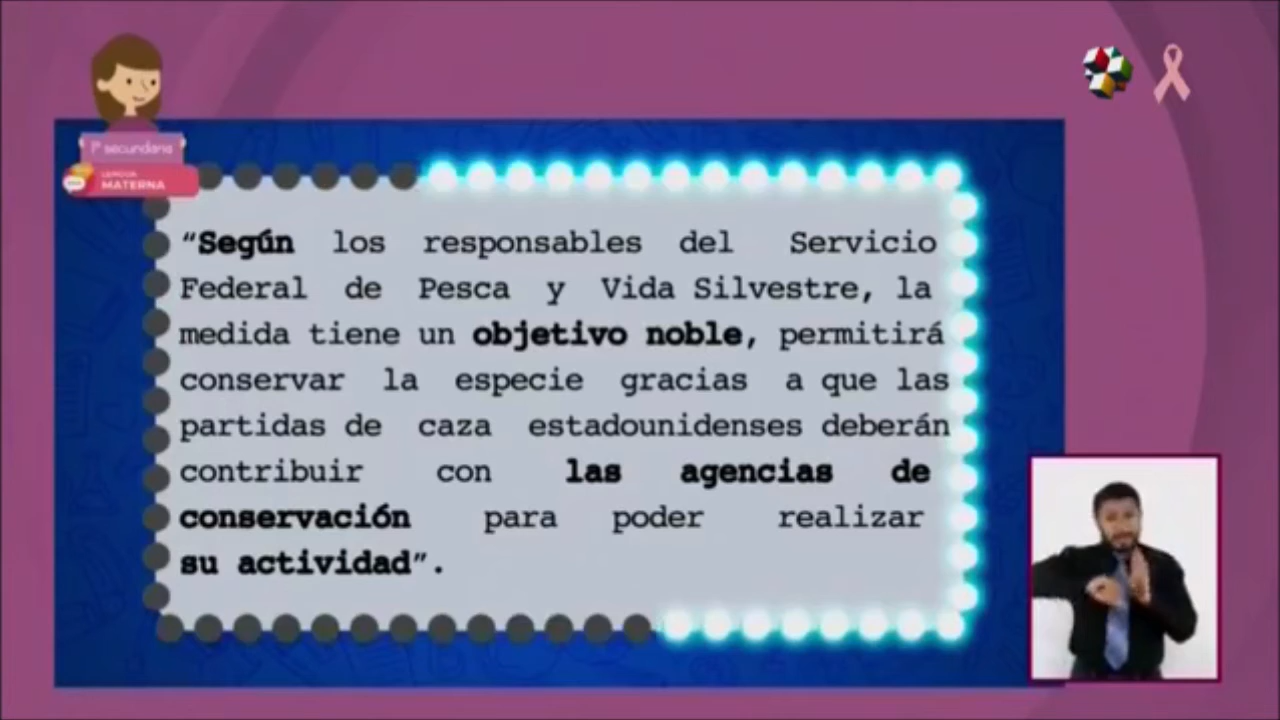 1° secundaria
LENGUA
MATERNA
“Según los responsables del Servicio
Federal de Pesca y Vida Silvestre, la
medida tiene un objetivo noble, permitirá
conservar la especie gracias a que las
partidas de caza estadounidenses deberán
contribuir con las agencias de
conservación para poder realizar
su actividad”.